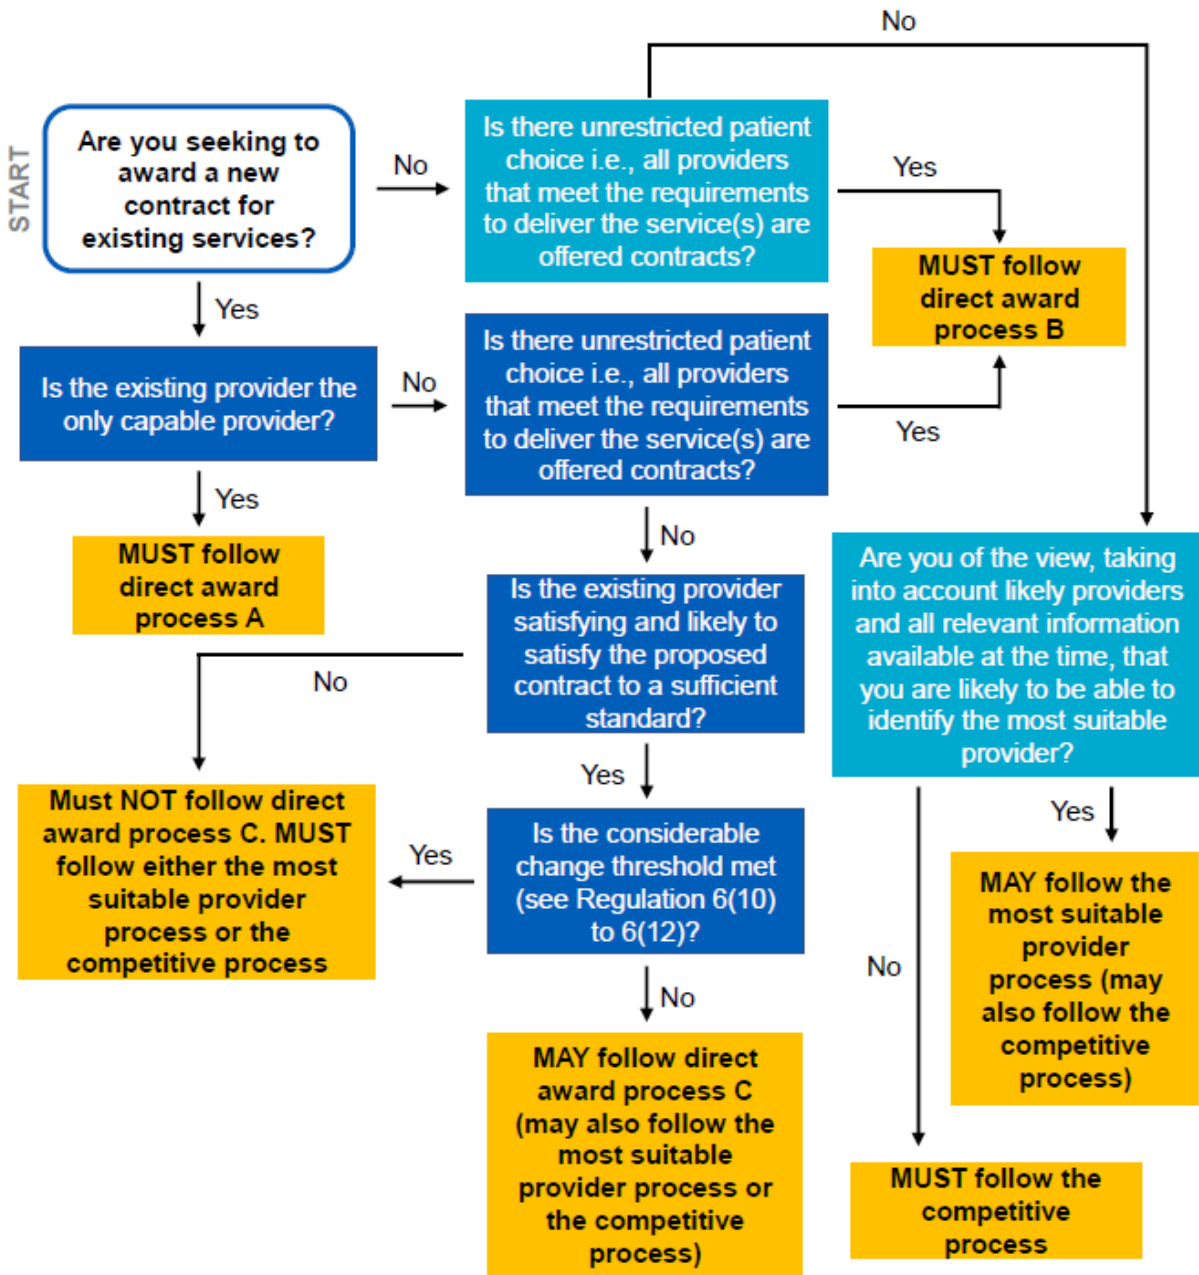 No
START
Are you seeking to
award a new
contract for
existing services?
No
Is there unrestricted patient
choice i.e., all providers
that meet the requirements
to deliver the service(s) are
offered contracts?
Yes
MUST follow
direct award
process B
Yes
Is the existing provider the
only capable provider?
No
Is there unrestricted patient
choice i.e., all providers
that meet the requirements
to deliver the service(s) are
offered contracts?
Yes
Yes
MUST follow
direct award
process A
No
Is the existing provider
satisfying and likely to
satisfy the proposed
contract to a sufficient
standard?
No
Are you of the view, taking
into account likely providers
and all relevant information
available at the time, that
you are likely to be able to
identify the most suitable
provider?
Yes
Must NOT follow direct
award process C. MUST
follow either the most
suitable provider
process or the
competitive process
Yes
Is the considerable
change threshold met
(see Regulation 6(10)
to 6(12)?
No
MAY follow direct
award process C
(may also follow the
most suitable
provider process or
the competitive
process)
Yes
MAY follow the
most suitable
provider
process (may
also follow the
competitive
process)
No
MUST follow the
competitive
process